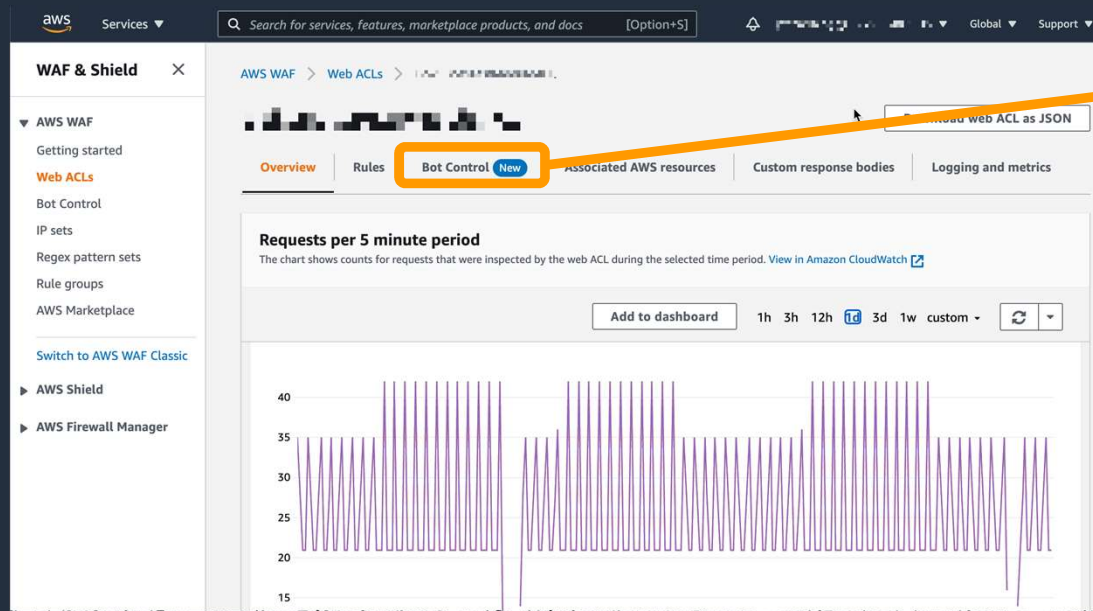 aws
Services
Search for services, features, marketplace products, and docs [Option+S]
Global
Support
WAF & Shield
AWS WAF
Getting started
Web ACLs
Bot Control
IP sets
Regex pattern sets
Rule groups
AWS Marketplace
Switch to AWS WAF Classic
AWS Shield
AWS Firewall Manager
AWS WAF > Web ACLs >
web ACL as JSON
Overview
Rules
Bot Control New
Associated AWS resources
Custom response bodies
Logging and metrics
Requests per 5 minute period
The chart shows counts for requests that were inspected by the web ACL during the selected time period. View in Amazon CloudWatch
Add to dashboard
1h 3h 12h 1d 3d 1w custom
40
35
30
25
20
15